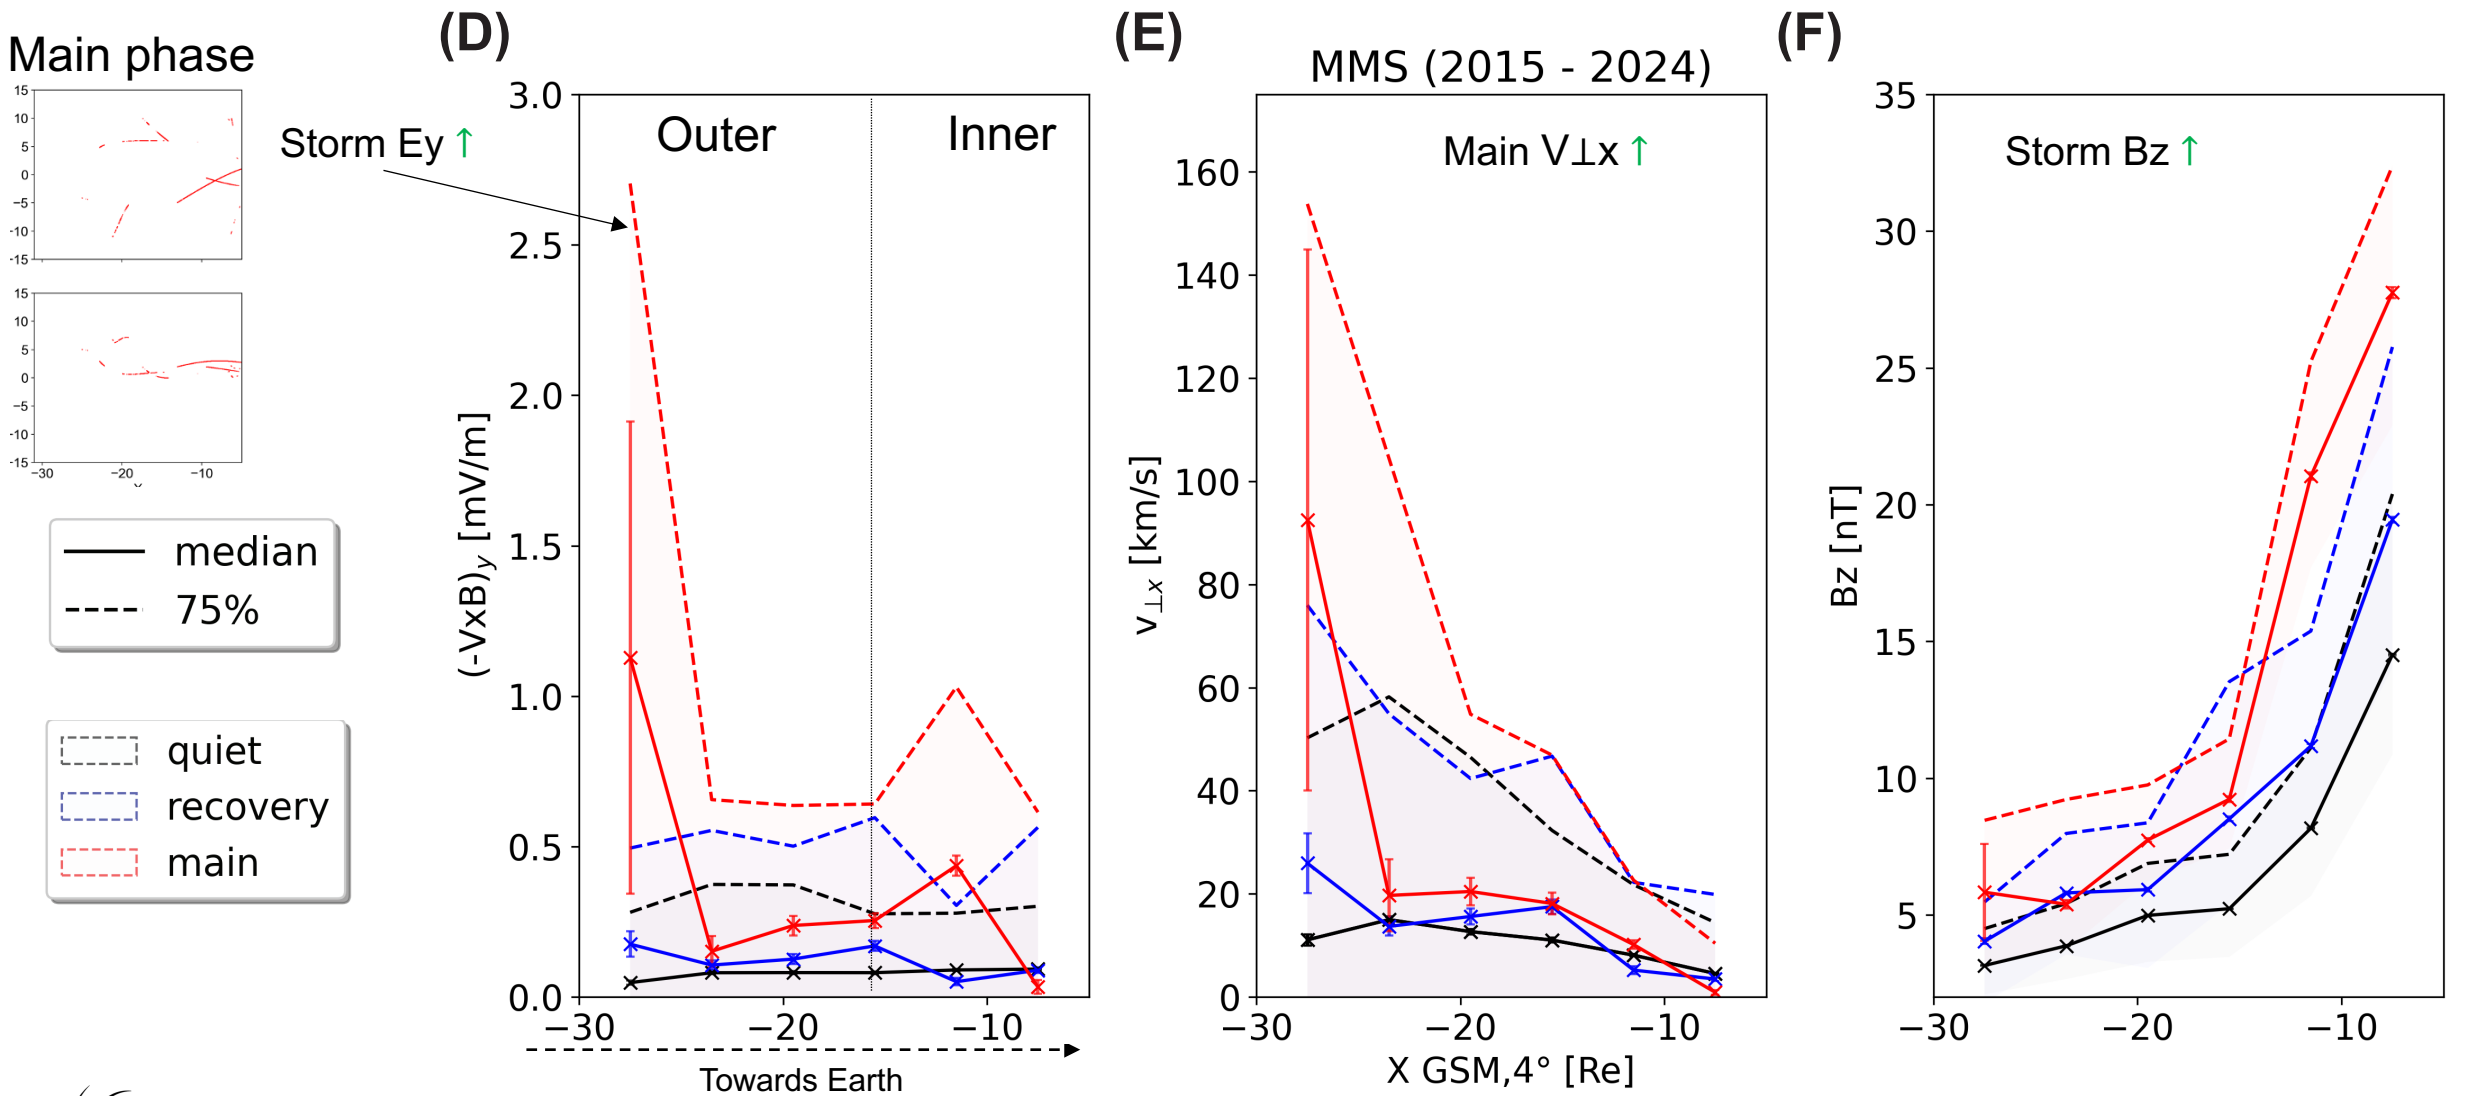 Main phase
15
10
5
0
−5
−10
−15
15
10
5
0
−5
−10
−15
−30 −20 −10
median
75%
quiet
recovery
main
(D)
Storm Ey ↑
Outer Inner
(-VxB)y [mV/m]
3.0
2.5
2.0
1.5
1.0
0.5
0.0
−30 −20 −10
Towards Earth
(E)
MMS (2015 - 2024)
Main V⊥x ↑
v⊥x [km/s]
160
140
120
100
80
60
40
20
0
−30 −20 −10
X GSM,4° [Re]
(F)
Storm Bz ↑
Bz [nT]
35
30
25
20
15
10
5
−30 −20 −10